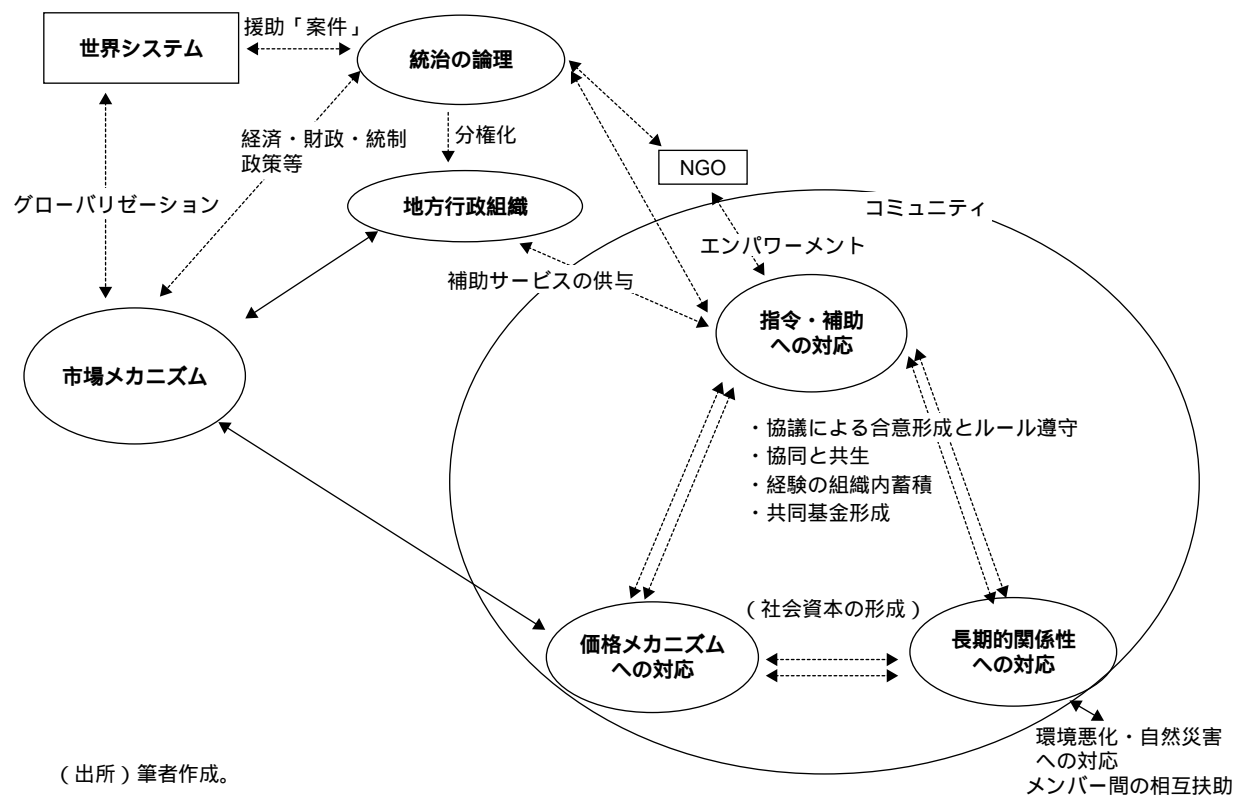 世界システム
援助「案件」
統治の論理
経済・財政・統制
政策等
分権化
NGO
グローバリゼーション
地方行政組織
コミュニティ
エンパワーメント
補助サービスの供与
指令・補助
への対応
市場メカニズム
・協議による合意形成とルール遵守
・協同と共生
・経験の組織内蓄積
・共同基金形成
（社会資本の形成）
価格メカニズム
への対応
長期的関係性
への対応
環境悪化・自然災害
への対応
メンバー間の相互扶助
（出所）筆者作成。